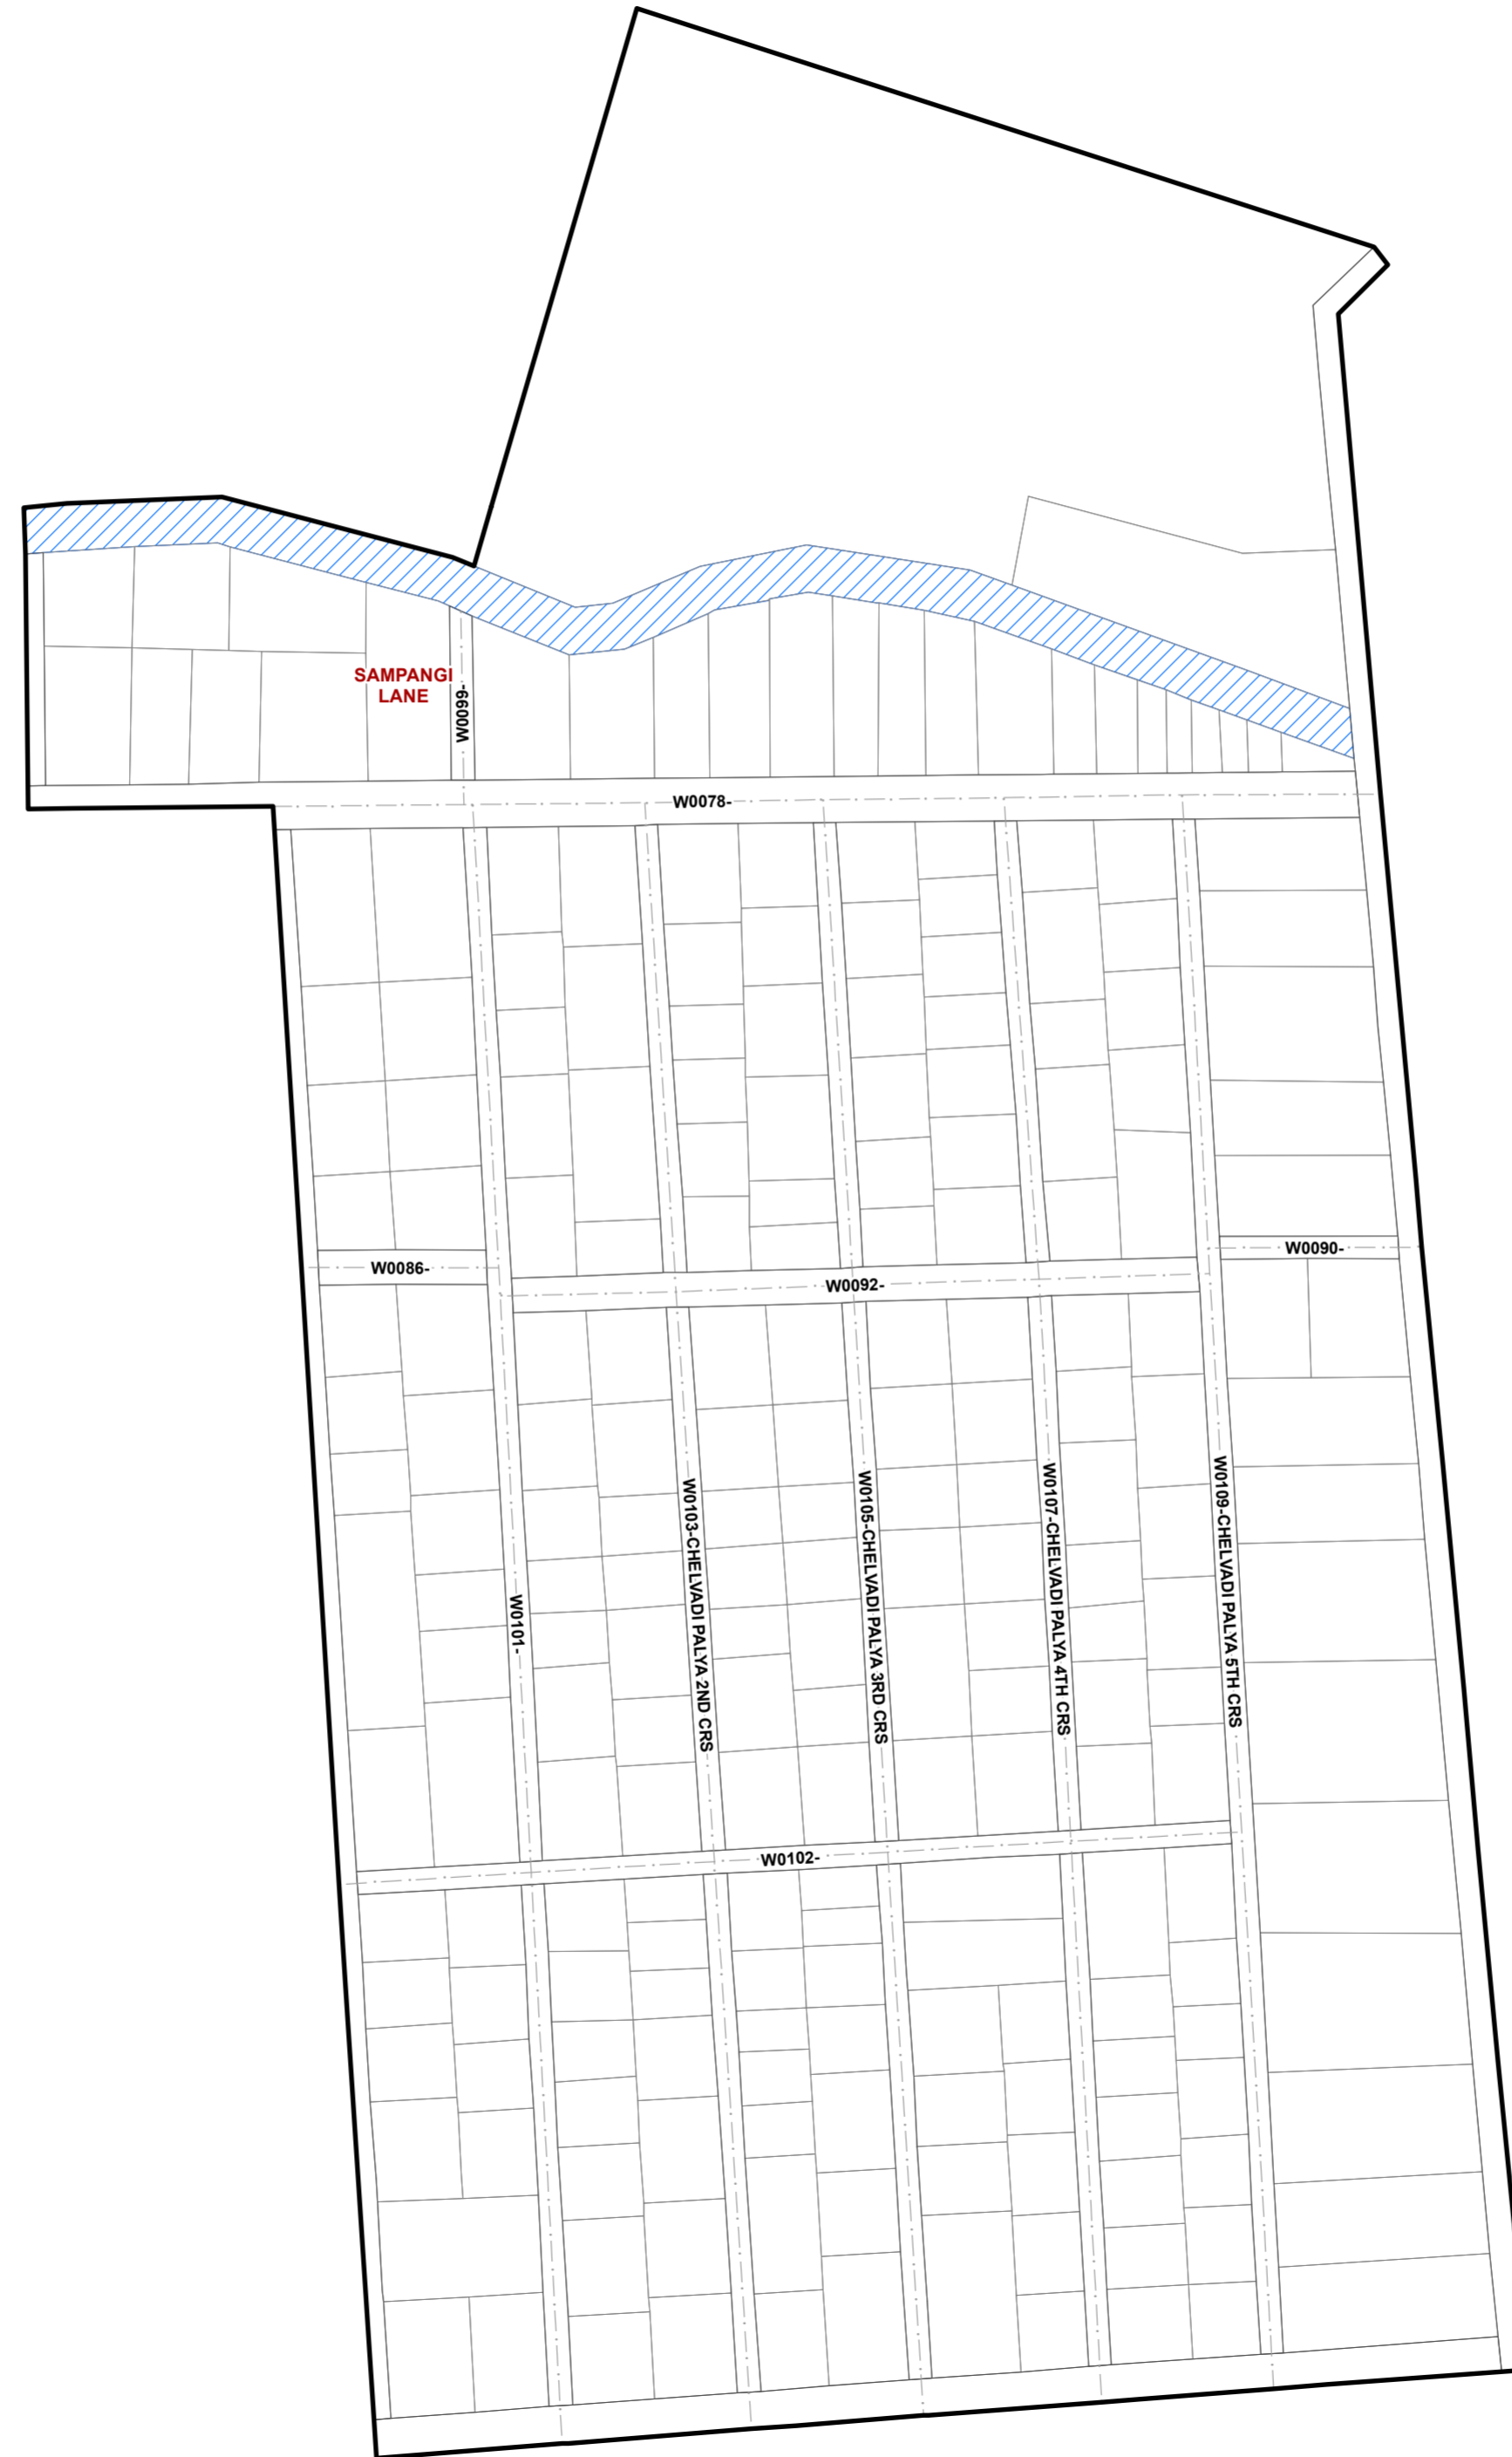 SAMPANGI
LANE
W0069-
W0078-
W0086-
W0090-
W0092-
W0101-
W0103-CHELVADI PALYA 2ND CRS
W0105-CHELVADI PALYA 3RD CRS
W0107-CHELVADI PALYA 4TH CRS
W0109-CHELVADI PALYA 5TH CRS
W0102-